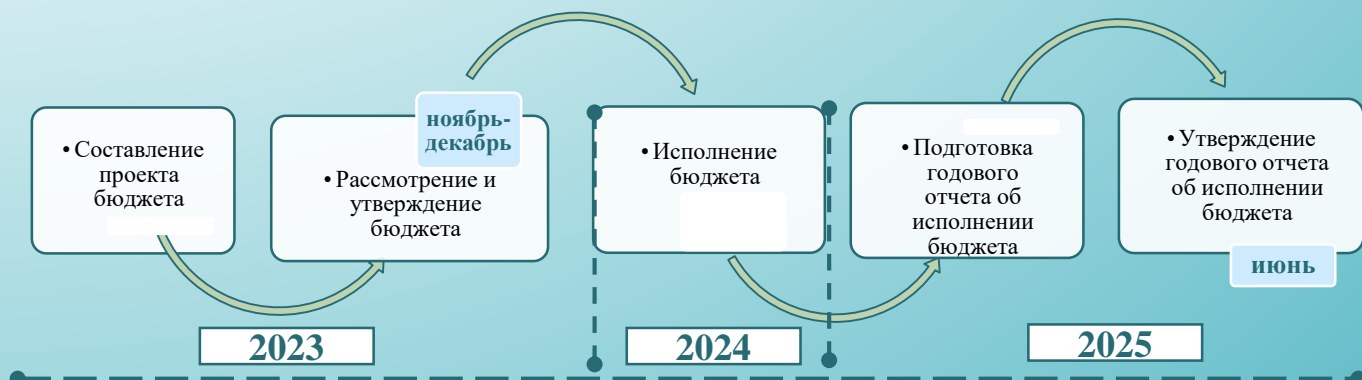 • Составление
проекта
бюджета
ноябрь-
декабрь
• Рассмотрение и
утверждение
бюджета
• Исполнение
бюджета
• Подготовка
годового
отчета об
исполнении
бюджета
• Утверждение
годового отчета
об исполнении
бюджета
июнь
2023
2024
2025